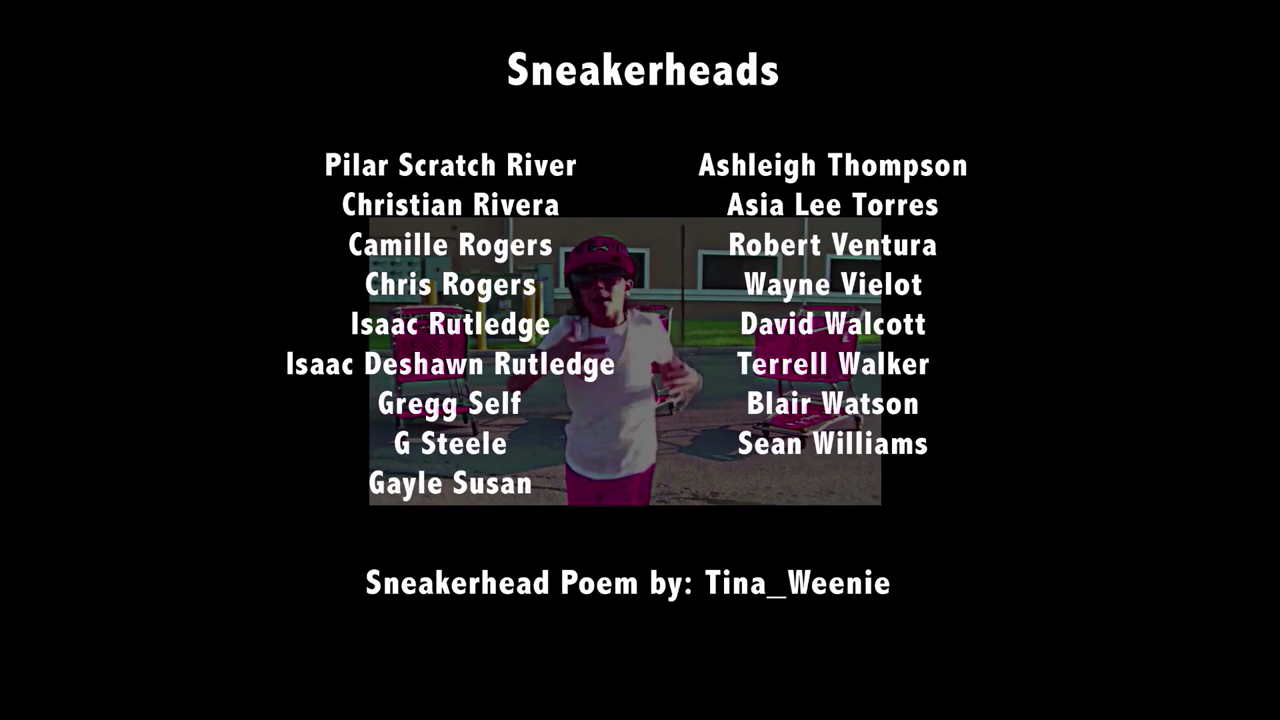 Sneakerheads
Pilar Scratch River
Christian Rivera
Camille Rogers
Chris Rogers
Isaac Rutledge
Isaac Deshawn Rutledge
Gregg Self
G Steele
Gayle Susan
Ashleigh Thompson
Asia Lee Torres
Robert Ventura
Wayne Vielot
David Walcott
Terrell Walker
Blair Watson
Sean Williams
Sneakerhead Poem by: Tina_Weenie